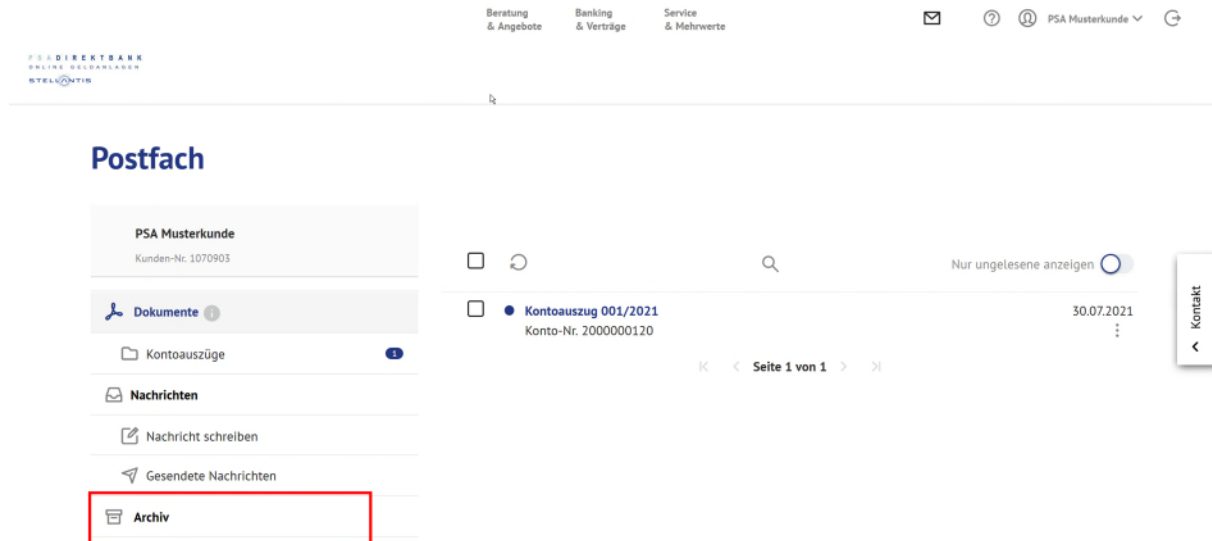 Beratung
& Angebote
Banking
& Verträge
Service
& Mehrwerte
PSA Musterkunde
PSADIREKTBANK
ONLINE GELDANLAGEN
STELLANTIS
Postfach
PSA Musterkunde
Kunden-Nr. 1070903
Nur ungelesene anzeigen
Dokumente
Kontoauszug 001/2021
30.07.2021
Konto-Nr. 2000000120
Kontoauszüge
1
Seite 1 von 1
Nachrichten
Nachricht schreiben
Gesendete Nachrichten
Archiv
Kontakt